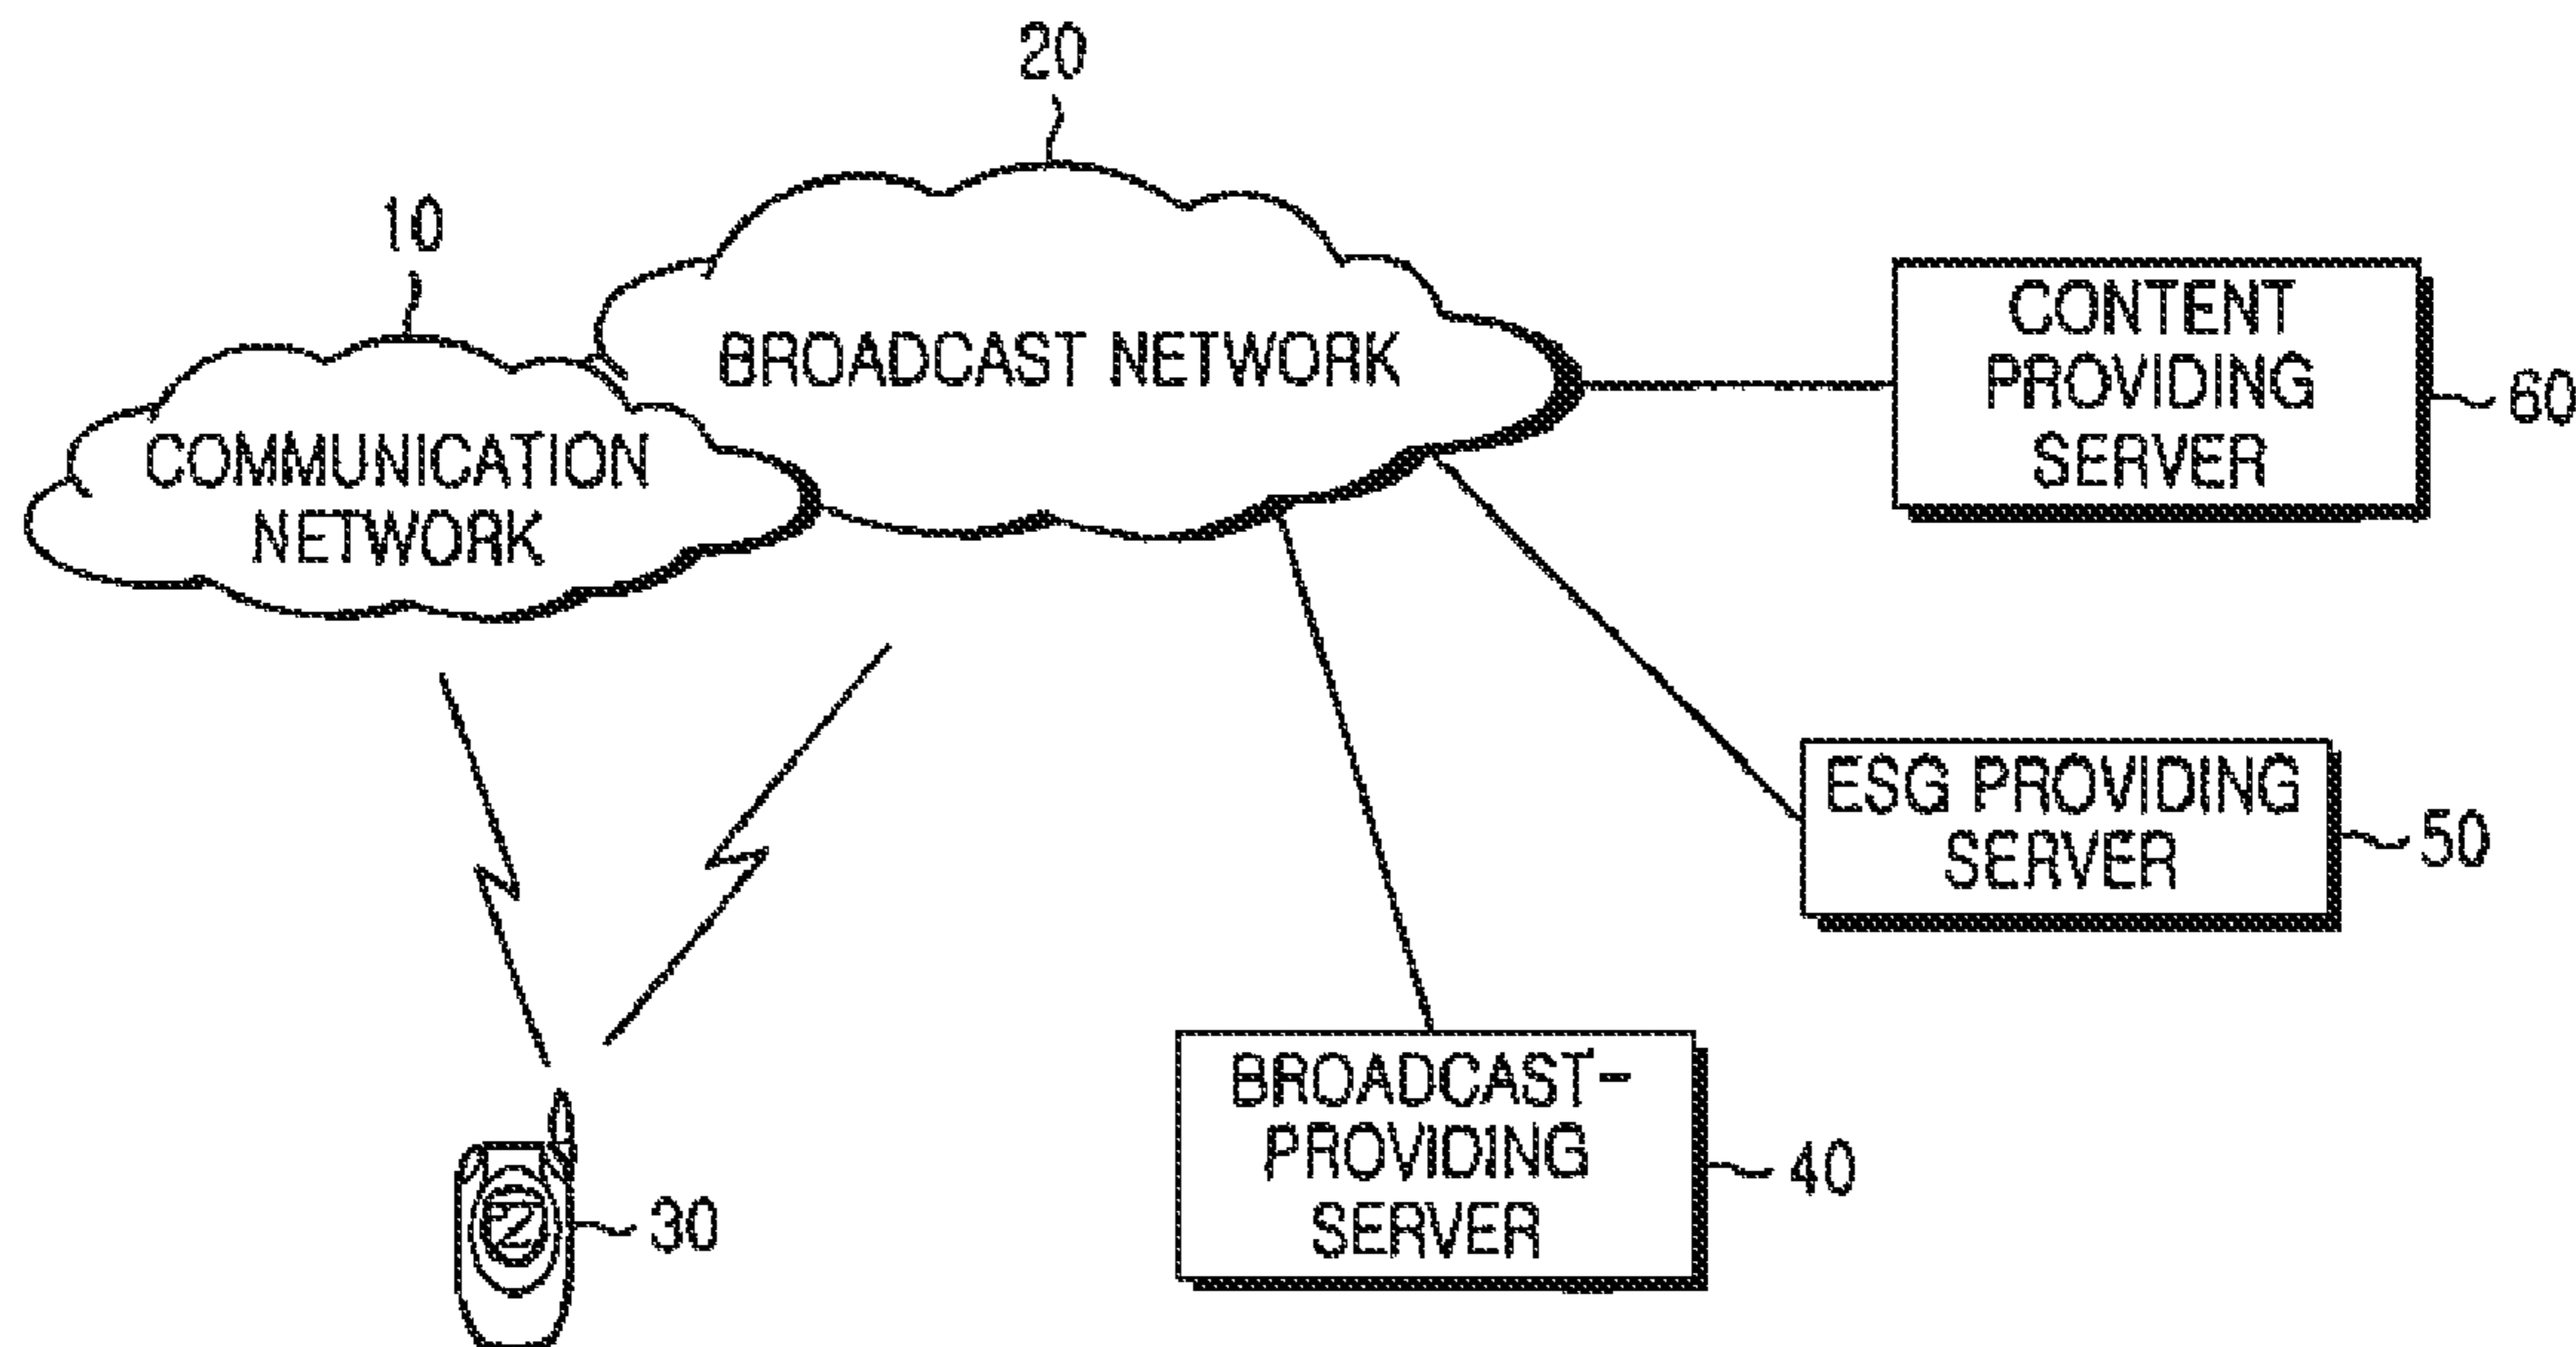 20
10
BROADCAST NETWORK
COMMUNICATION
NETWORK
CONTENT
PROVIDING
SERVER
60
ESG PROVIDING
SERVER
50
BROADCAST-
PROVIDING
SERVER
40
30